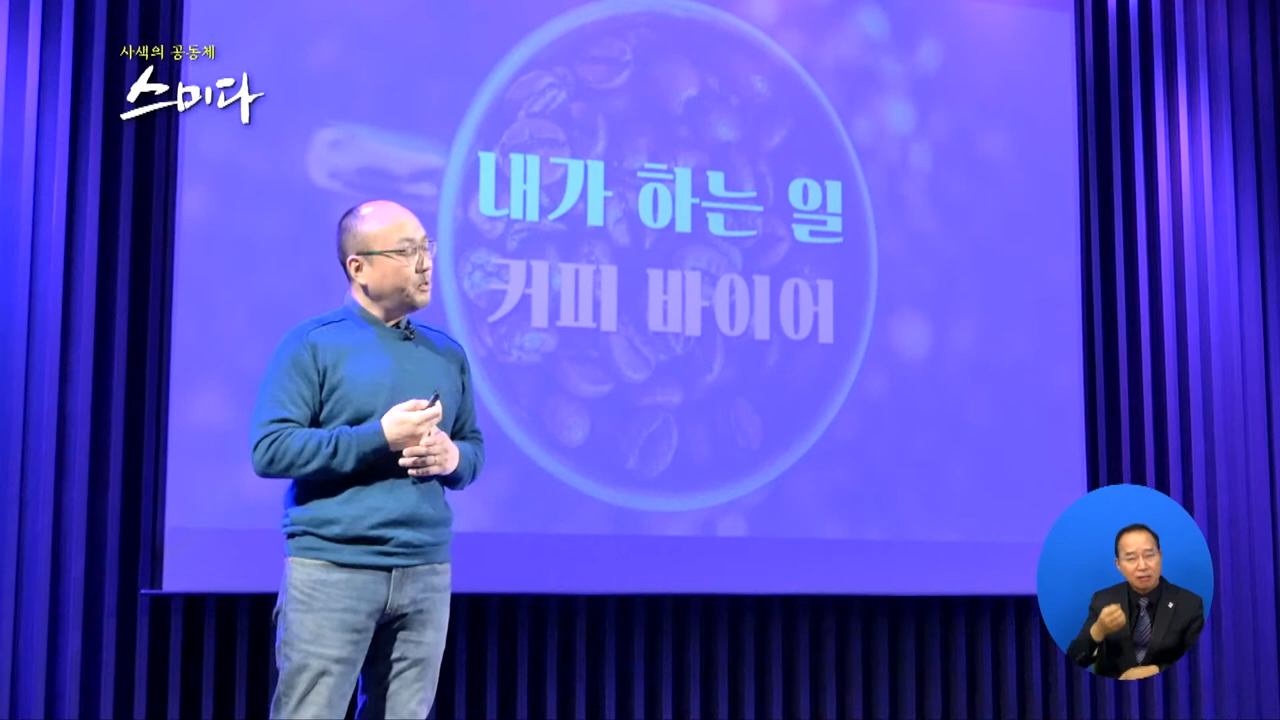 사색의 공동체
스미다
내가 하는 일
커피 바이어